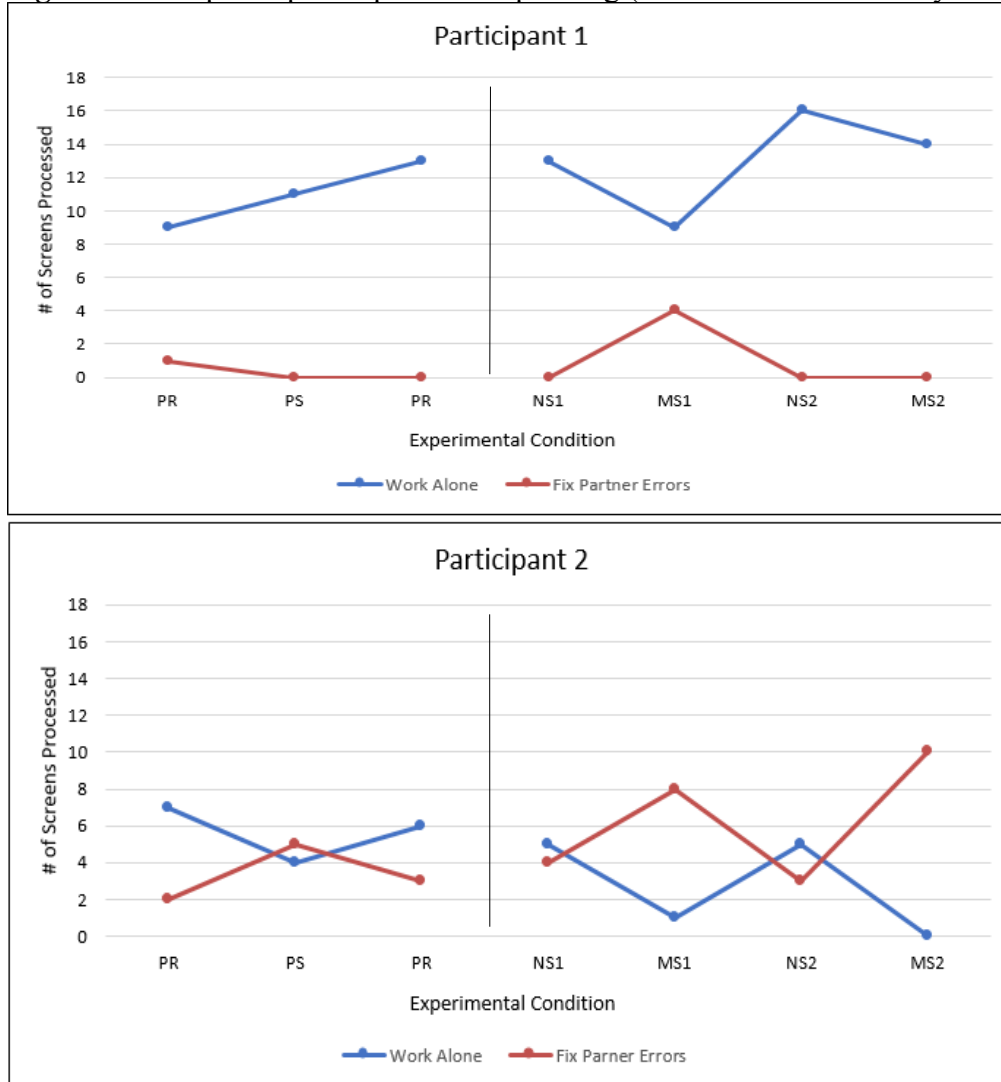 Participant 1
18
16
14
12
10
8
6
4
2
0
# of Screens Processed
PR PS PR NS1 MS1 NS2 MS2
Experimental Condition
Work Alone Fix Partner Errors
Participant 2
18
16
14
12
10
8
6
4
2
0
# of Screens Processed
PR PS PR NS1 MS1 NS2 MS2
Experimental Condition
Work Alone Fix Parner Errors